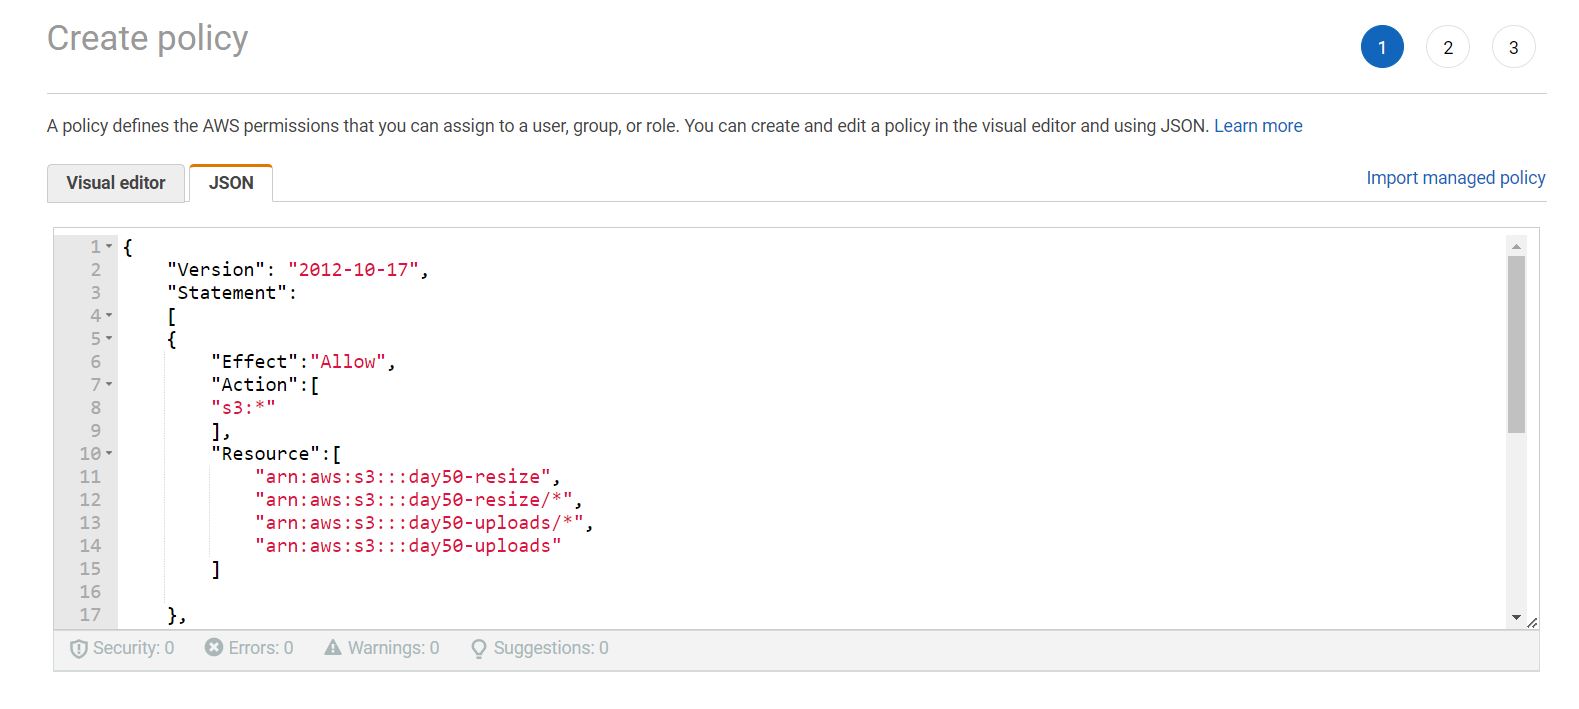 Create policy
1 2 3
A policy defines the AWS permissions that you can assign to a user, group, or role. You can create and edit a policy in the visual editor and using JSON. Learn more
Visual editor JSON Import managed policy
1 {
2 "Version": "2012-10-17",
3 "Statement":
4 [
5 {
6 "Effect":"Allow",
7 "Action":[
8 "s3:*"
9 ],
10 "Resource":[
11 "arn:aws:s3:::day50-resize",
12 "arn:aws:s3:::day50-resize/*",
13 "arn:aws:s3:::day50-uploads/*",
14 "arn:aws:s3:::day50-uploads"
15 ]
16
17 },
Security: 0 Errors: 0 Warnings: 0 Suggestions: 0